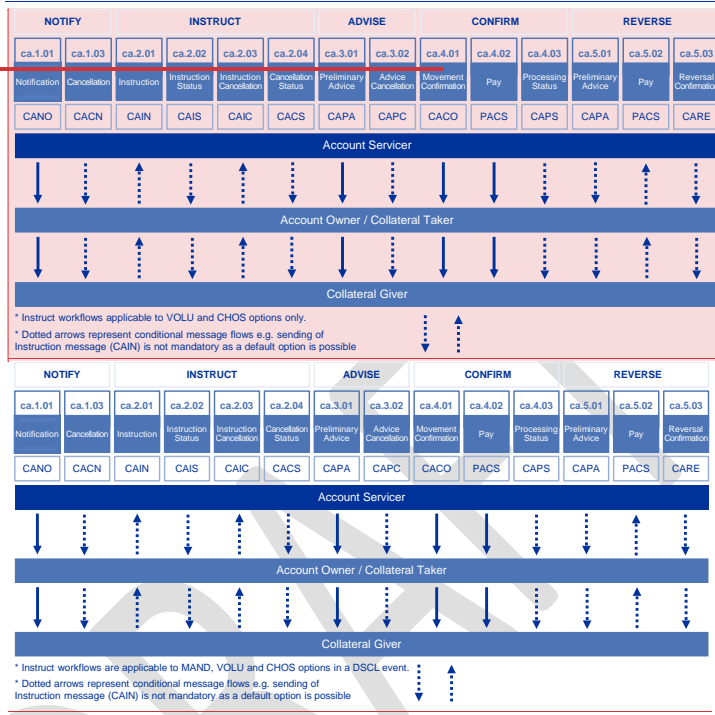 NOTIFY INSTRUCT ADVISE CONFIRM REVERSE
ca.1.01 ca.1.03 ca.2.01 ca.2.02 ca.2.03 ca.2.04 ca.3.01 ca.3.02 ca.4.01 ca.4.02 ca.4.03 ca.5.01 ca.5.02 ca.5.03
Notification Cancellation Instruction Instruction Status Instruction Cancellation Cancellation Status Preliminary Advice Advice Cancellation Movement Confirmation Pay Processing Status Preliminary Advice Pay Reversal Confirmation
CANO CACN CAIN CAIS CAIC CACS CAPA CAPC CACO PACS CAPS CAPA PACS CARE
Account Servicer
Account Owner / Collateral Taker
Collateral Giver
* Instruct workflows applicable to VOLU and CHOS options only.
* Dotted arrows represent conditional message flows e.g. sending of
Instruction message (CAIN) is not mandatory as a default option is possible
NOTIFY INSTRUCT ADVISE CONFIRM REVERSE
ca.1.01 ca.1.03 ca.2.01 ca.2.02 ca.2.03 ca.2.04 ca.3.01 ca.3.02 ca.4.01 ca.4.02 ca.4.03 ca.5.01 ca.5.02 ca.5.03
Notification Cancellation Instruction Instruction Status Instruction Cancellation Cancellation Status Preliminary Advice Advice Cancellation Movement Confirmation Pay Processing Status Preliminary Advice Pay Reversal Confirmation
CANO CACN CAIN CAIS CAIC CACS CAPA CAPC CACO PACS CAPS CAPA PACS CARE
Account Servicer
Account Owner / Collateral Taker
Collateral Giver
* Instruct workflows are applicable to MAND, VOLU and CHOS options in a DSCL event.
* Dotted arrows represent conditional message flows e.g. sending of
Instruction message (CAIN) is not mandatory as a default option is possible